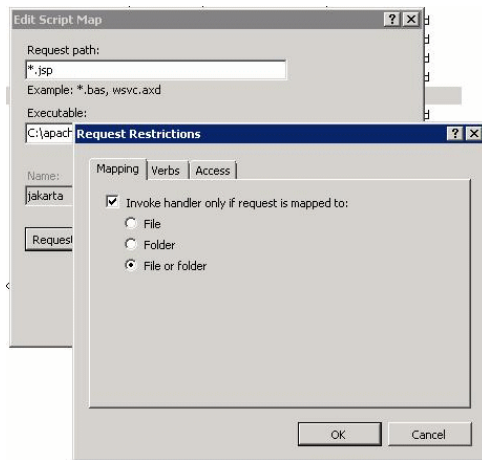 Edit Script Map
Request path:
*.jsp
Example: *.bas, wsvc.axd
Executable:
C:\apach
Name:
jakarta
Request
Request Restrictions
Mapping Verbs Access
Invoke handler only if request is mapped to:
File
Folder
File or folder
OK Cancel